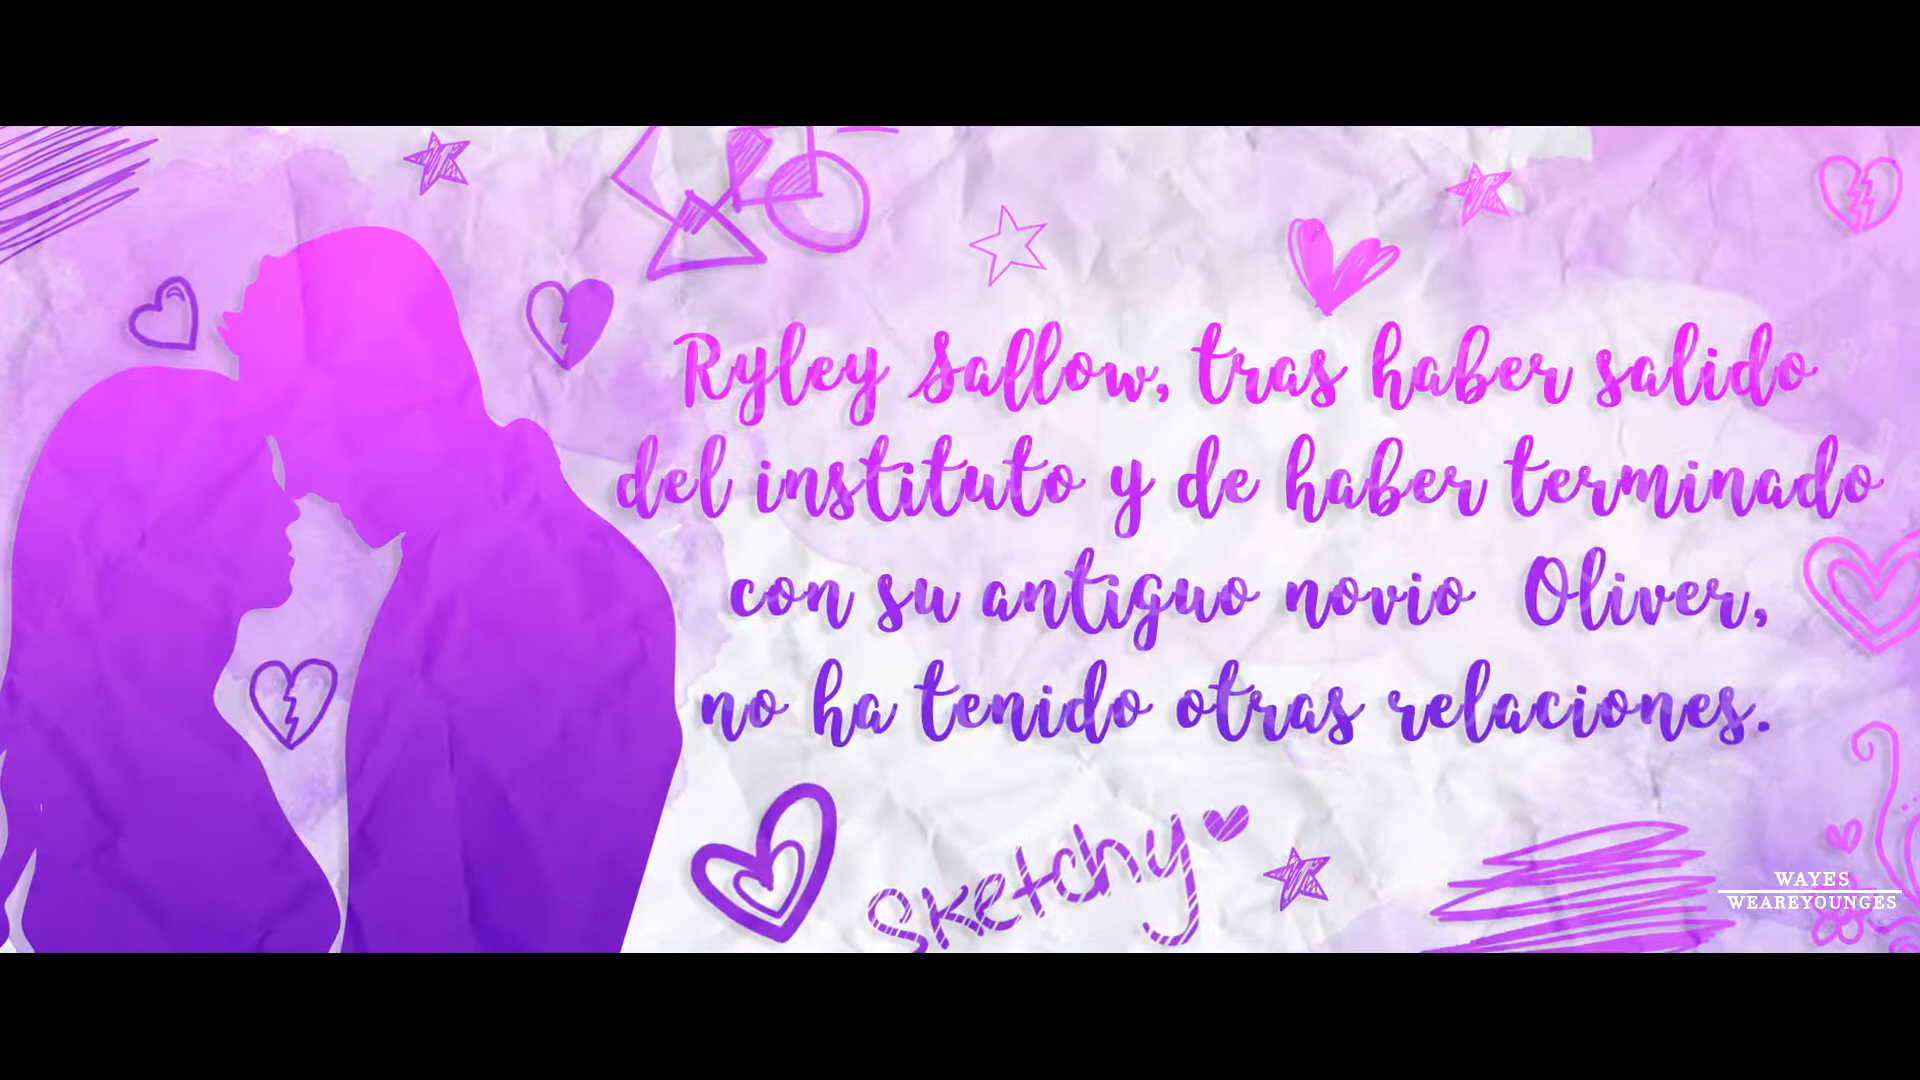 Ryley Sallow, tras haber salido
del instituto y de haber terminado
con su antiguo novio Oliver,
no ha tenido otras relaciones.
Sketchy
WAYES
WEAREYOUNGES